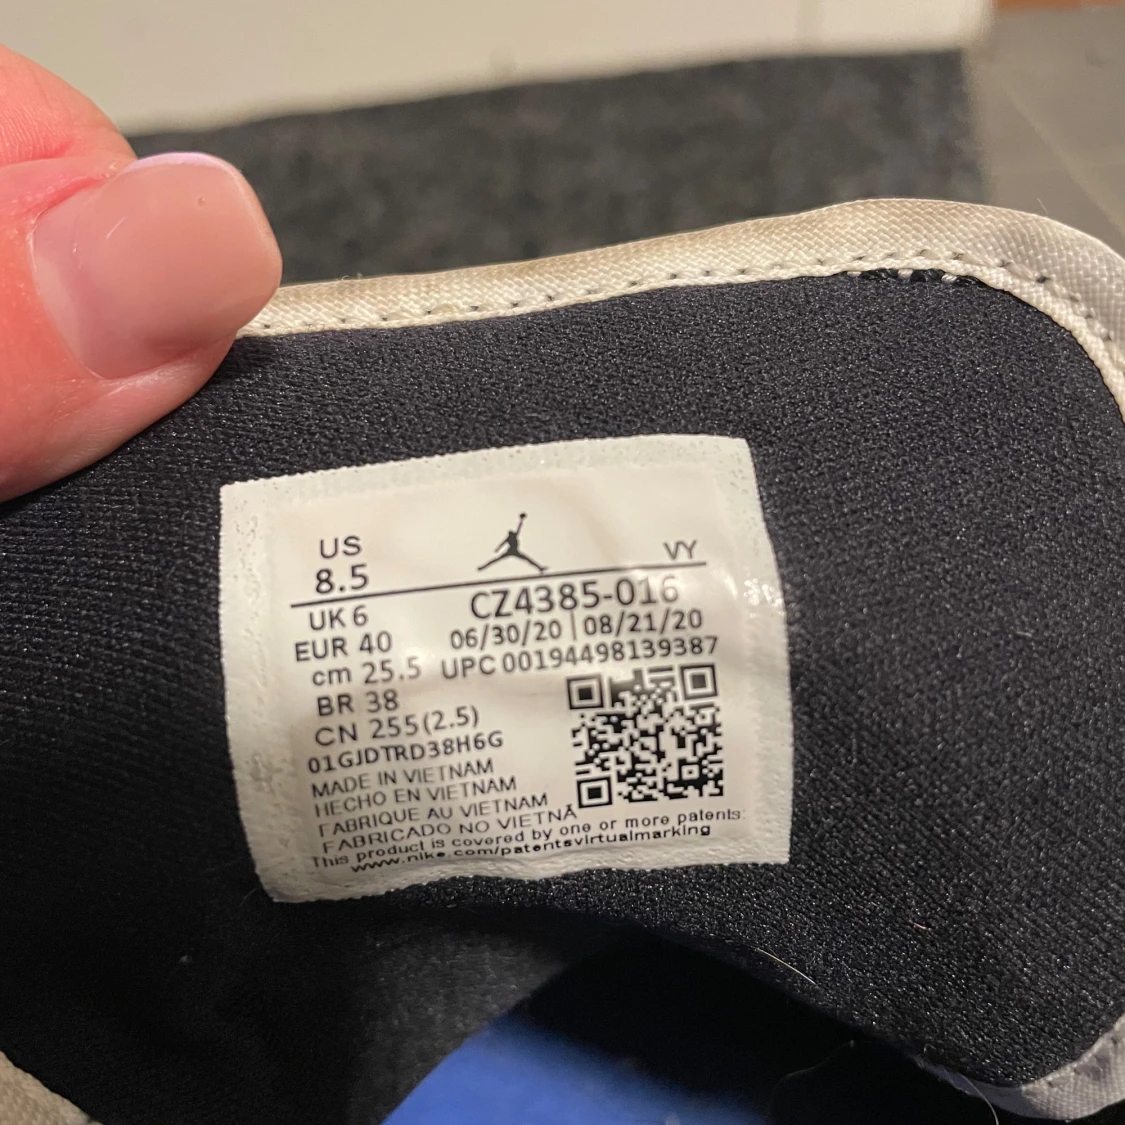 US
8.5
VY
UK 6
CZ4385-016
EUR 40
06/30/20 | 08/21/20
cm 25.5
UPC 00194498139387
BR 38
CN 255(2.5)
01GJDTRD38H6G
MADE IN VIETNAM
HECHO EN VIETNAM
FABRIQUE AU VIETNAM
FABRICADO NO VIETNÃ
This product is covered by one or more patents:
www.nike.com/patentsvirtualmarking